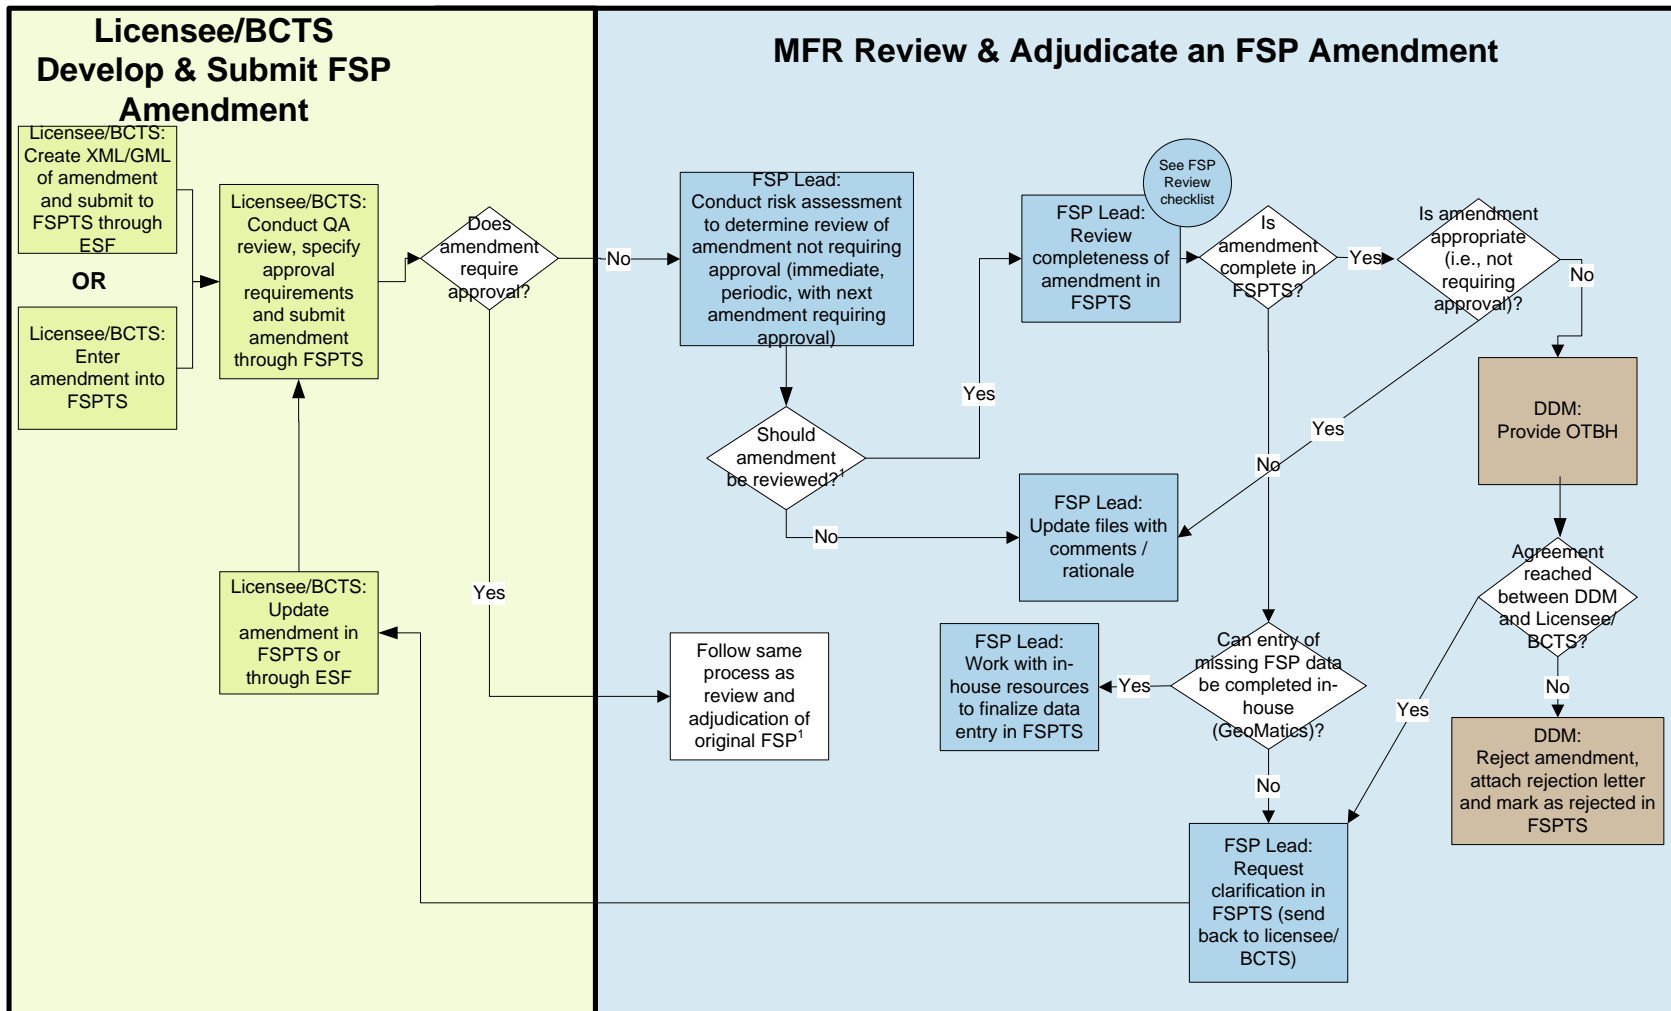 Licensee/BCTS
Develop & Submit FSP
Amendment
MFR Review & Adjudicate an FSP Amendment
Licensee/BCTS:
Create XML/GML
of amendment
and submit to
FSPTS through
ESF
OR
Licensee/BCTS:
Enter
amendment into
FSPTS
Licensee/BCTS:
Conduct QA
review, specify
approval
requirements
and submit
amendment
through FSPTS
Does
amendment
require
approval?
No
Yes
Licensee/BCTS:
Update
amendment in
FSPTS or
through ESF
FSP Lead:
Conduct risk assessment
to determine review of
amendment not requiring
approval (immediate,
periodic, with next
amendment requiring
approval)
Should
amendment
be reviewed?¹
Yes
No
Follow same
process as
review and
adjudication of
original FSP¹
See FSP
Review
checklist
FSP Lead:
Review
completeness of
amendment in
FSPTS
Is
amendment
complete in
FSPTS?
Yes
No
Is amendment
appropriate
(i.e., not
requiring
approval)?
No
Yes
FSP Lead:
Update files with
comments /
rationale
DDM:
Provide OTBH
Agreement
reached
between DDM
and Licensee/
BCTS?
No
Yes
DDM:
Reject amendment,
attach rejection letter
and mark as rejected in
FSPTS
Can entry of
missing FSP data
be completed in-
house
(GeoMatics)?
Yes
No
FSP Lead:
Work with in-
house resources
to finalize data
entry in FSPTS
FSP Lead:
Request
clarification in
FSPTS (send
back to licensee/
BCTS)